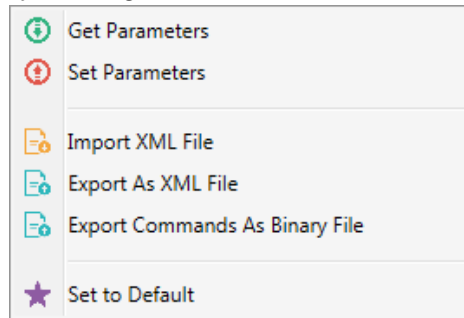 Get Parameters
Set Parameters
Import XML File
Export As XML File
Export Commands As Binary File
Set to Default